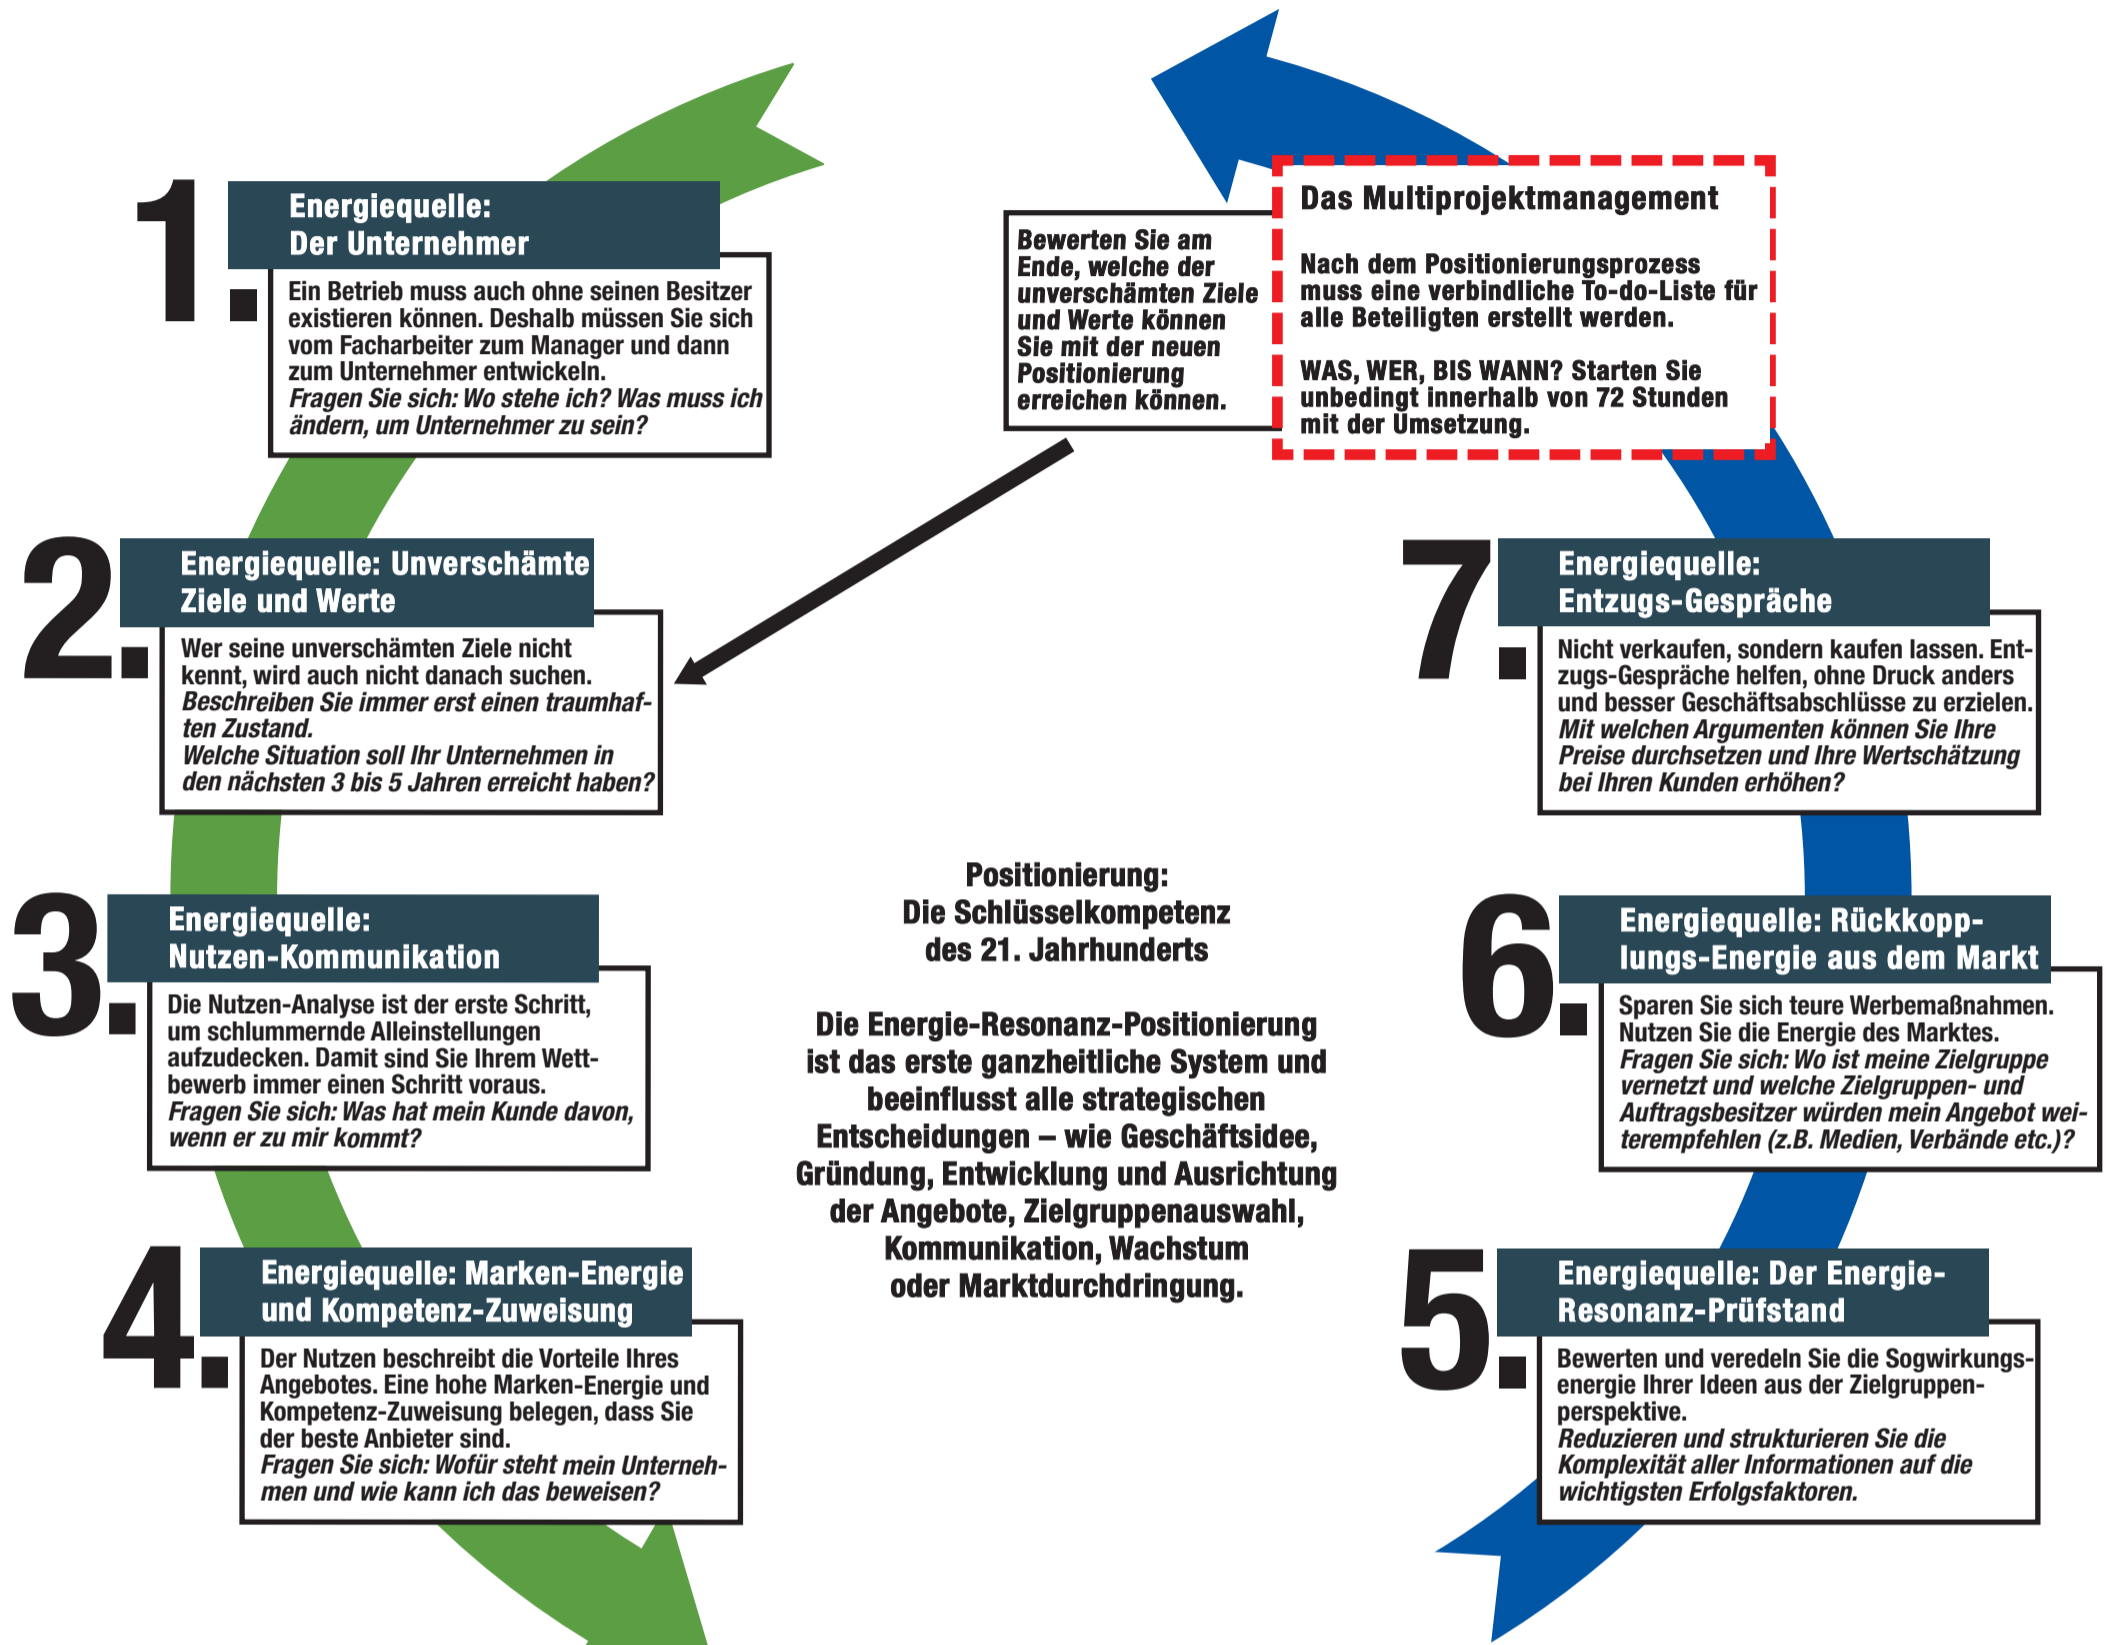 1.
Energiequelle:
Der Unternehmer
Ein Betrieb muss auch ohne seinen Besitzer
existieren können. Deshalb müssen Sie sich
vom Facharbeiter zum Manager und dann
zum Unternehmer entwickeln.
Fragen Sie sich: Wo stehe ich? Was muss ich
ändern, um Unternehmer zu sein?
2.
Energiequelle: Unverschämte
Ziele und Werte
Wer seine unverschämten Ziele nicht
kennt, wird auch nicht danach suchen.
Beschreiben Sie immer erst einen traumhaf-
ten Zustand.
Welche Situation soll Ihr Unternehmen in
den nächsten 3 bis 5 Jahren erreicht haben?
3.
Energiequelle:
Nutzen-Kommunikation
Die Nutzen-Analyse ist der erste Schritt,
um schlummernde Alleinstellungen
aufzudecken. Damit sind Sie Ihrem Wett-
bewerb immer einen Schritt voraus.
Fragen Sie sich: Was hat mein Kunde davon,
wenn er zu mir kommt?
4.
Energiequelle: Marken-Energie
und Kompetenz-Zuweisung
Der Nutzen beschreibt die Vorteile Ihres
Angebotes. Eine hohe Marken-Energie und
Kompetenz-Zuweisung belegen, dass Sie
der beste Anbieter sind.
Fragen Sie sich: Wofür steht mein Unterneh-
men und wie kann ich das beweisen?
Positionierung:
Die Schlüsselkompetenz
des 21. Jahrhunderts
Die Energie-Resonanz-Positionierung
ist das erste ganzheitliche System und
beeinflusst alle strategischen
Entscheidungen – wie Geschäftsidee,
Gründung, Entwicklung und Ausrichtung
der Angebote, Zielgruppenauswahl,
Kommunikation, Wachstum
oder Marktdurchdringung.
5.
Energiequelle: Der Energie-
Resonanz-Prüfstand
Bewerten und veredeln Sie die Sogwirkungs-
energie Ihrer Ideen aus der Zielgruppen-
perspektive.
Reduzieren und strukturieren Sie die
Komplexität aller Informationen auf die
wichtigsten Erfolgsfaktoren.
6.
Energiequelle: Rückkopp-
lungs-Energie aus dem Markt
Sparen Sie sich teure Werbemaßnahmen.
Nutzen Sie die Energie des Marktes.
Fragen Sie sich: Wo ist meine Zielgruppe
vernetzt und welche Zielgruppen- und
Auftragsbesitzer würden mein Angebot wei-
terempfehlen (z.B. Medien, Verbände etc.)?
7.
Energiequelle:
Entzugs-Gespräche
Nicht verkaufen, sondern kaufen lassen. Ent-
zugs-Gespräche helfen, ohne Druck anders
und besser Geschäftsabschlüsse zu erzielen.
Mit welchen Argumenten können Sie Ihre
Preise durchsetzen und Ihre Wertschätzung
bei Ihren Kunden erhöhen?
Das Multiprojektmanagement
Nach dem Positionierungsprozess
muss eine verbindliche To-do-Liste für
alle Beteiligten erstellt werden.
WAS, WER, BIS WANN? Starten Sie
unbedingt innerhalb von 72 Stunden
mit der Umsetzung.
Bewerten Sie am
Ende, welche der
unverschämten Ziele
und Werte können
Sie mit der neuen
Positionierung
erreichen können.